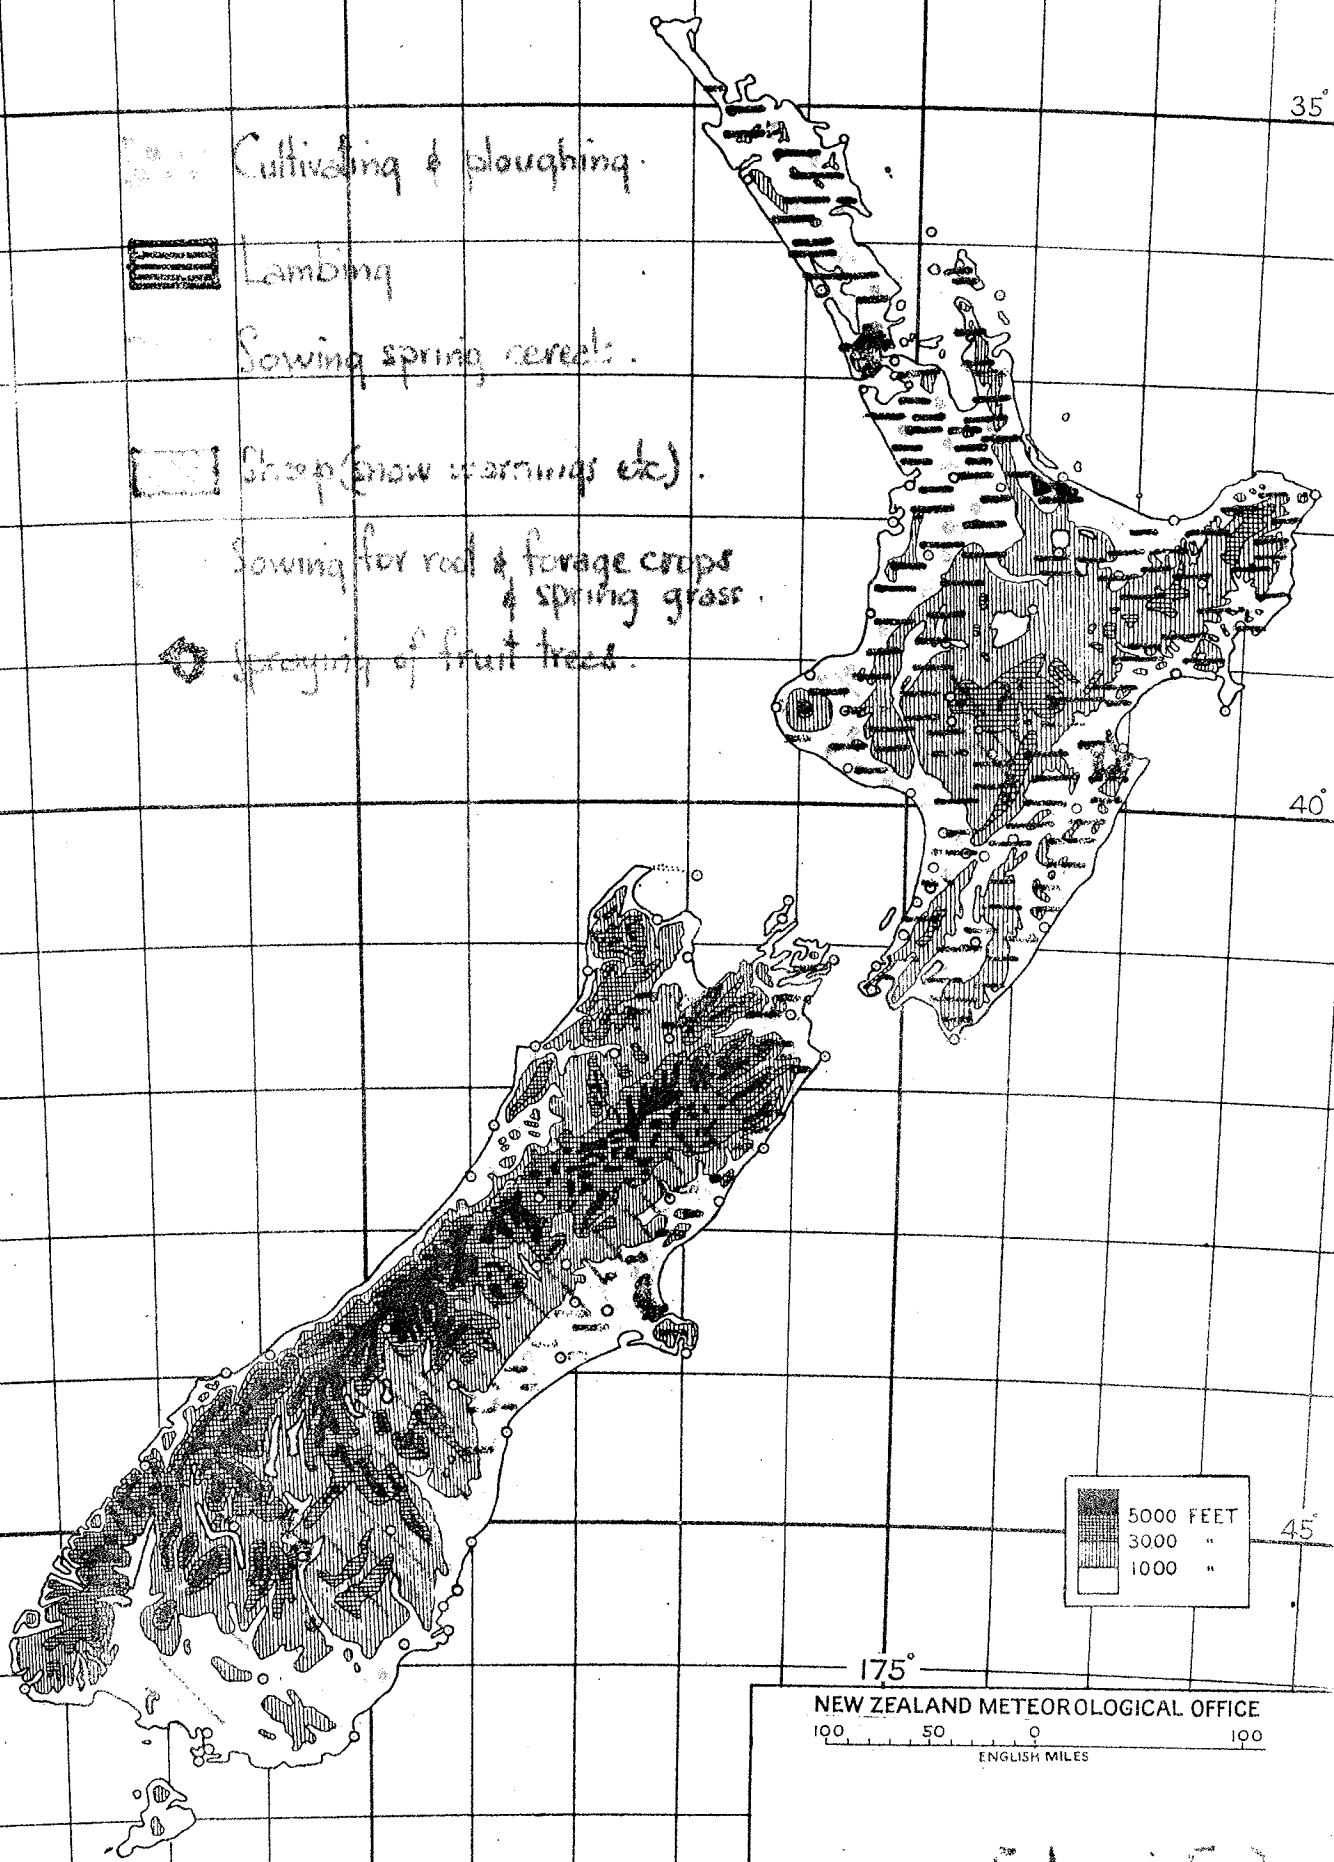 35°
Cultivating & ploughing.
Lambing
Sowing spring cereals.
Sheep (snow warnings etc).
Sowing for root & forage crops
& spring grass.
Spraying of fruit trees.
40°
5000 FEET
3000 "
1000 "
45°
175°
NEW ZEALAND METEOROLOGICAL OFFICE
100 50 0 100
ENGLISH MILES